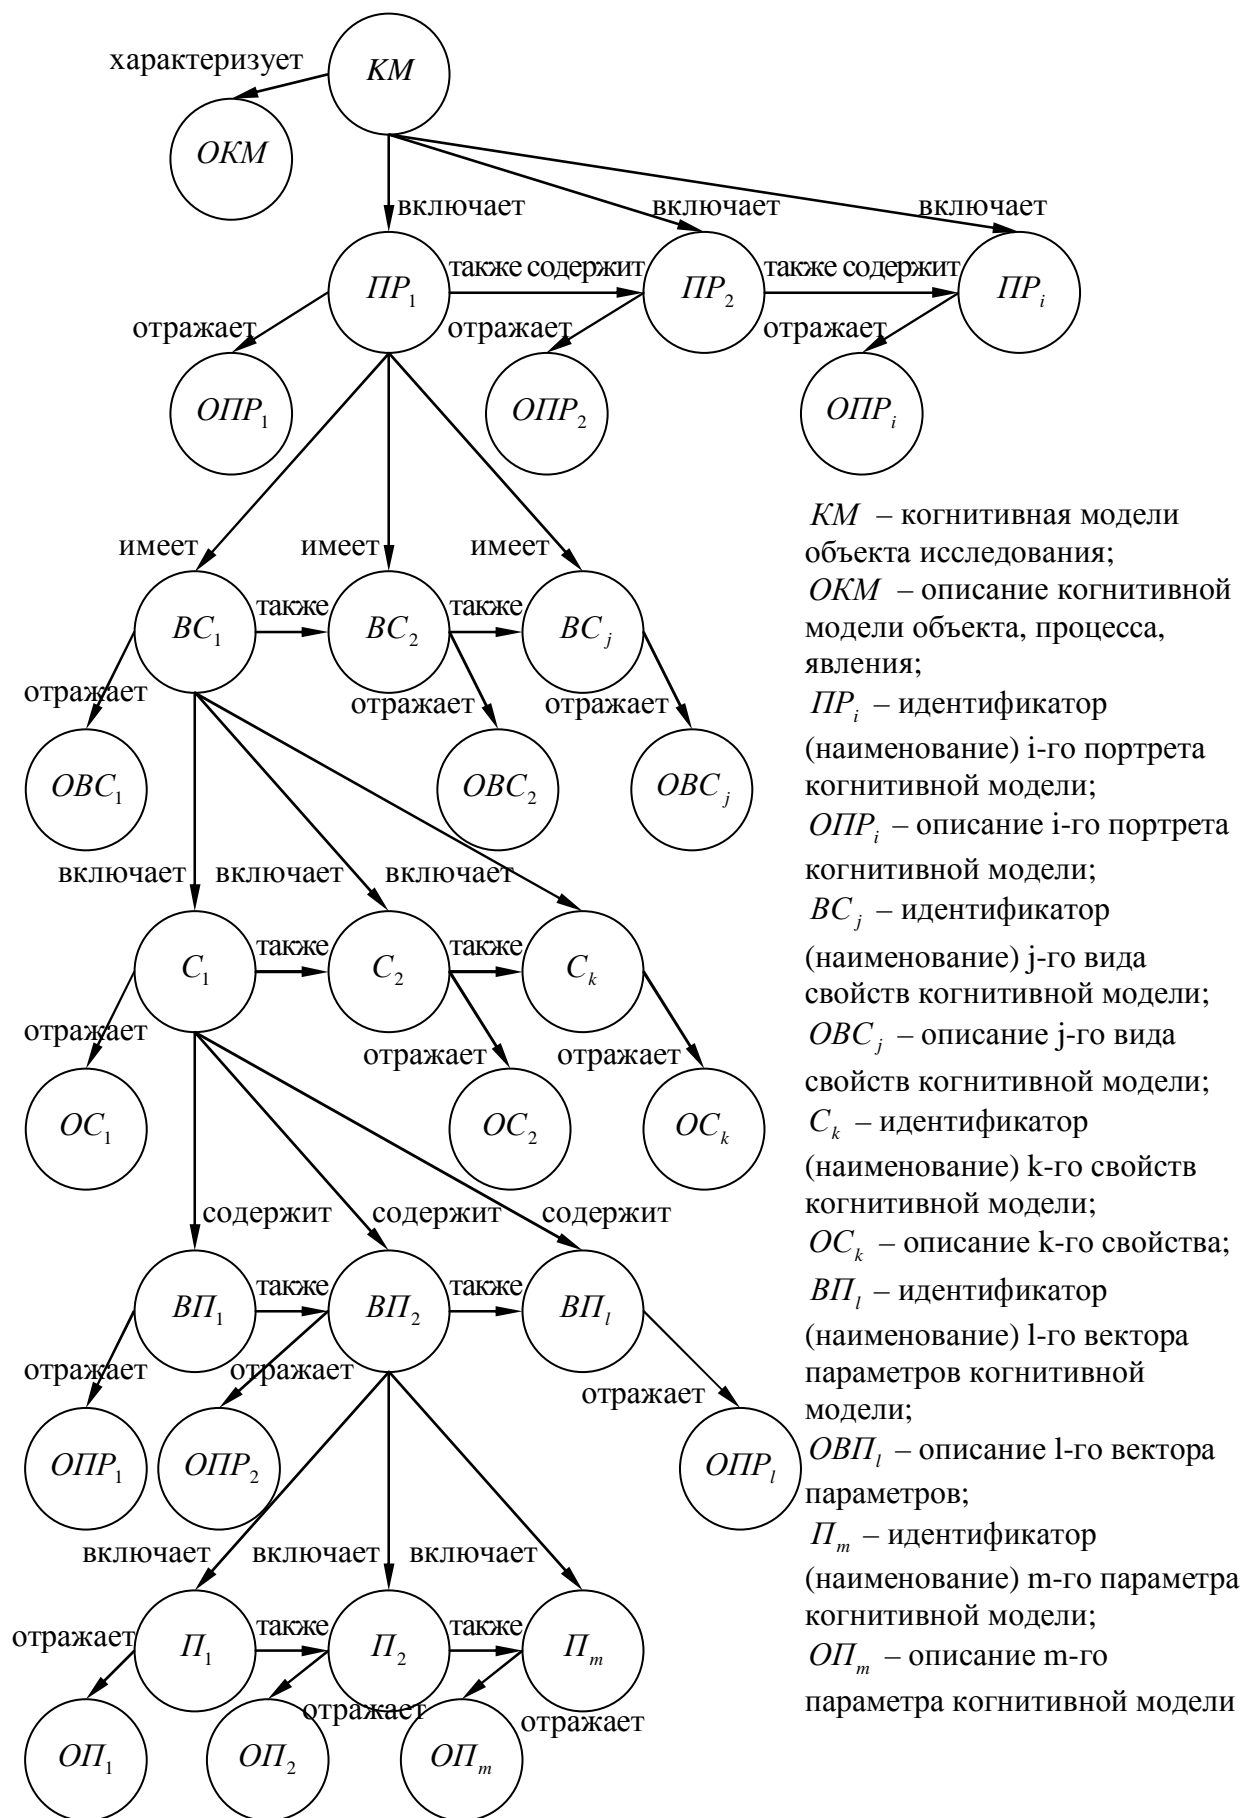 характеризует
КМ
ОКМ
включает включает включает
также содержит также содержит
ПР₁ ПР₂ ПРᵢ
отражает отражает отражает
ОПР₁ ОПР₂ ОПРᵢ
имеет имеет имеет
также также
ВС₁ ВС₂ ВСⱼ
отражает отражает отражает
ОВС₁ ОВС₂ ОВСⱼ
включает включает включает
также также
С₁ С₂ Сₖ
отражает отражает отражает
ОС₁ ОС₂ ОСₖ
содержит содержит содержит
также также
ВП₁ ВП₂ ВПₗ
отражает отражает отражает
ОПР₁ ОПР₂ ОПРₗ
включает включает включает
также также
отражает
П₁ П₂ Пₘ
отражает отражает
ОП₁ ОП₂ ОПₘ
КМ – когнитивная модели
объекта исследования;
ОКМ – описание когнитивной
модели объекта, процесса,
явления;
ПРᵢ – идентификатор
(наименование) i-го портрета
когнитивной модели;
ОПРᵢ – описание i-го портрета
когнитивной модели;
ВСⱼ – идентификатор
(наименование) j-го вида
свойств когнитивной модели;
ОВСⱼ – описание j-го вида
свойств когнитивной модели;
Сₖ – идентификатор
(наименование) k-го свойств
когнитивной модели;
ОСₖ – описание k-го свойства;
ВПₗ – идентификатор
(наименование) l-го вектора
параметров когнитивной
модели;
ОВПₗ – описание l-го вектора
параметров;
Пₘ – идентификатор
(наименование) m-го параметра
когнитивной модели;
ОПₘ – описание m-го
параметра когнитивной модели